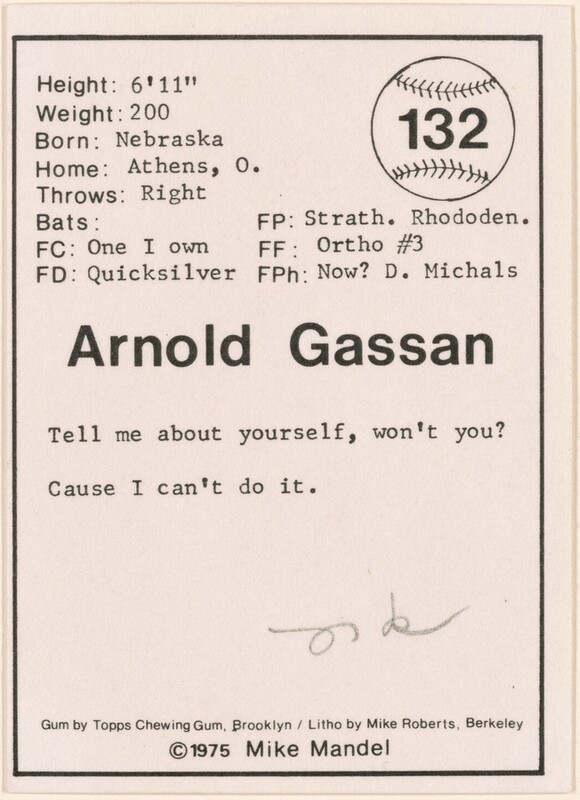 Height: 6'11"
Weight: 200
Born: Nebraska
132
Home: Athens, O.
Throws: Right
Bats:
FP: Strath. Rhododen.
FC: One I own
FF: Ortho #3
FD: Quicksilver
FPh: Now? D. Michals
Arnold Gassan
Tell me about yourself, won't you?
Cause I can't do it.
Gum by Topps Chewing Gum, Brooklyn / Litho by Mike Roberts, Berkeley
©1975 Mike Mandel